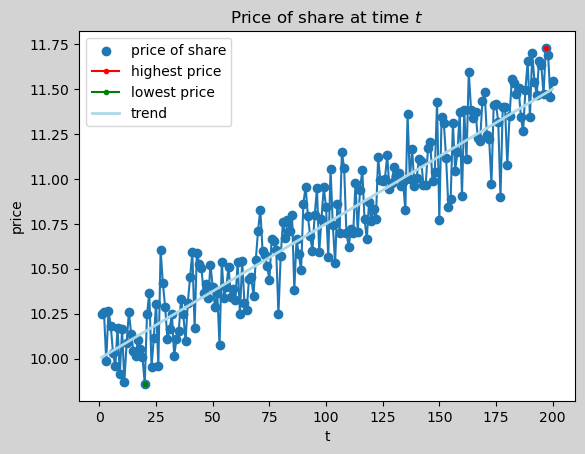 Price of share at time t
price of share
highest price
lowest price
trend
price
11.75
11.50
11.25
11.00
10.75
10.50
10.25
10.00
0 25 50 75 100 125 150 175 200
t